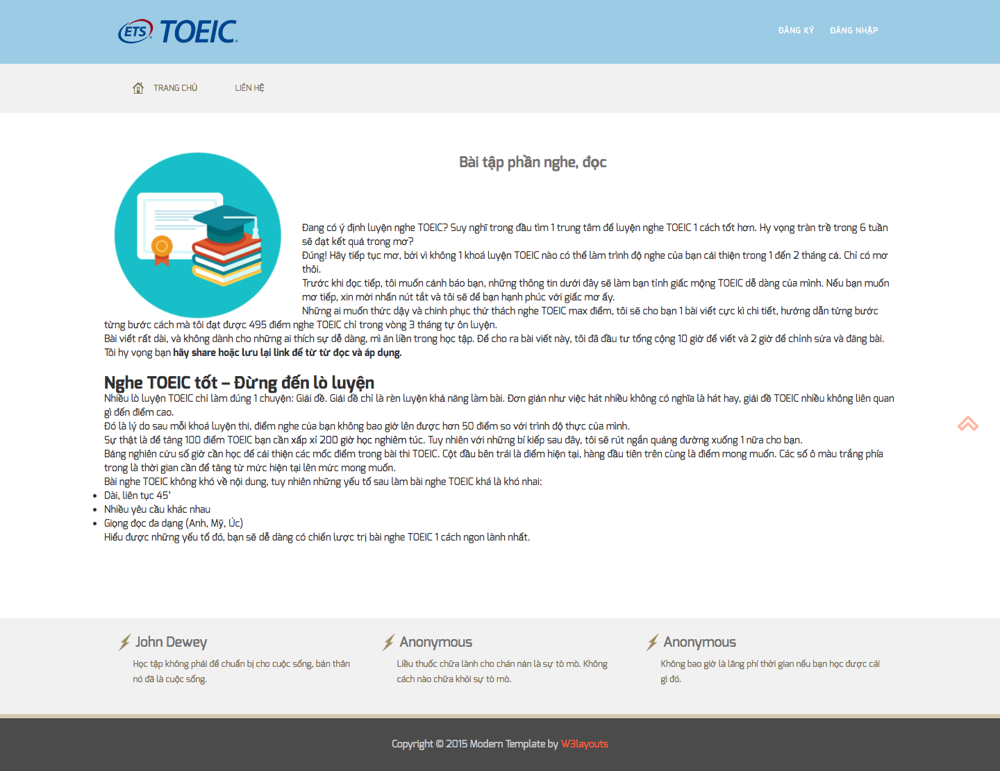 ETS TOEIC
ĐĂNG KÝ ĐĂNG NHẬP
TRANG CHỦ LIÊN HỆ
Bài tập phần nghe, đọc
Đang có ý định luyện nghe TOEIC? Suy nghĩ trong đầu tìm 1 trung tâm để luyện nghe TOEIC 1 cách tốt hơn. Hy vọng tràn trề trong 6 tuần
sẽ đạt kết quả trong mơ?
Đúng! Hãy tiếp tục mơ, bởi vì không 1 khoá luyện TOEIC nào có thể làm trình độ nghe của bạn cải thiện trong 1 đến 2 tháng cả. Chỉ có mơ
thôi.
Trước khi đọc tiếp, tôi muốn cảnh báo bạn, những thông tin dưới đây sẽ làm bạn tỉnh giấc mộng TOEIC dễ dàng của mình. Nếu bạn muốn
mơ tiếp, xin mời nhấn nút tắt và tôi sẽ để bạn hạnh phúc với giấc mơ ấy.
Những ai muốn thức dậy và chinh phục thử thách nghe TOEIC max điểm, tôi sẽ cho bạn 1 bài viết cực kì chi tiết, hướng dẫn từng bước
từng bước cách mà tôi đạt được 495 điểm nghe TOEIC chỉ trong vòng 3 tháng tự ôn luyện.
Bài viết rất dài, và không dành cho những ai thích sự dễ dàng, mì ăn liền trong học tập. Để cho ra bài viết này, tôi đã đầu tư tổng cộng 10 giờ để viết và 2 giờ để chỉnh sửa và đăng bài.
Tôi hy vọng bạn hãy share hoặc lưu lại link để từ từ đọc và áp dụng.
Nghe TOEIC tốt – Đừng đến lò luyện
Nhiều lò luyện TOEIC chỉ làm đúng 1 chuyện: Giải đề. Giải đề chỉ là rèn luyện khả năng làm bài. Đơn giản như việc hát nhiều không có nghĩa là hát hay, giải đề TOEIC nhiều không liên quan
gì đến điểm cao.
Đó là lý do sau mỗi khoá luyện thi, điểm nghe của bạn không bao giờ lên được hơn 50 điểm so với trình độ thực của mình.
Sự thật là để tăng 100 điểm TOEIC bạn cần xấp xỉ 200 giờ học nghiêm túc. Tuy nhiên với những bí kiếp sau đây, tôi sẽ rút ngắn quảng đường xuống 1 nữa cho bạn.
Bảng nghiên cứu số giờ cần học để cải thiện các mốc điểm trong bài thi TOEIC. Cột đầu bên trái là điểm hiện tại, hàng đầu tiên trên cùng là điểm mong muốn. Các số ô màu trắng phía
trong là thời gian cần để tăng từ mức hiện tại lên mức mong muốn.
Bài nghe TOEIC không khó về nội dung, tuy nhiên những yếu tố sau làm bài nghe TOEIC khá là khó nhai:
• Dài, liên tục 45'
• Nhiều yêu cầu khác nhau
• Giọng đọc đa dạng (Anh, Mỹ, Úc)
Hiểu được những yếu tố đó, bạn sẽ dễ dàng có chiến lược trị bài nghe TOEIC 1 cách ngon lành nhất.
John Dewey
Học tập không phải để chuẩn bị cho cuộc sống, bản thân
nó đã là cuộc sống.
Anonymous
Liều thuốc chữa lành cho chán nản là sự tò mò. Không
cách nào chữa khỏi sự tò mò.
Anonymous
Không bao giờ là lãng phí thời gian nếu bạn học được cái
gì đó.
Copyright © 2015 Modern Template by W3layouts